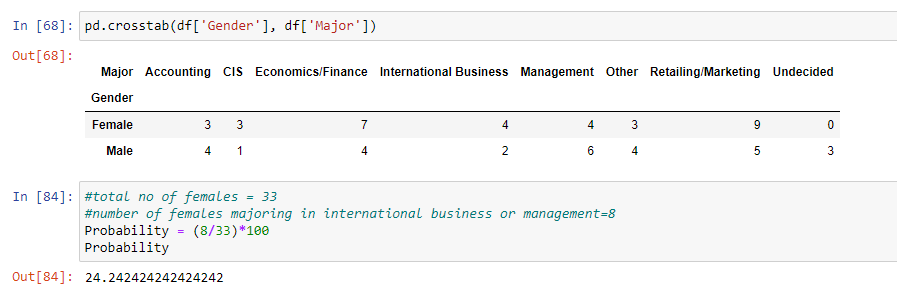 In [68]: pd.crosstab(df['Gender'], df['Major'])
Out[68]:
Major Accounting CIS Economics/Finance International Business Management Other Retailing/Marketing Undecided
Gender
Female 3 3 7 4 4 3 9 0
Male 4 1 4 2 6 4 5 3
In [84]: #total no of females = 33
#number of females majoring in international business or management=8
Probability = (8/33)*100
Probability
Out[84]: 24.242424242424242